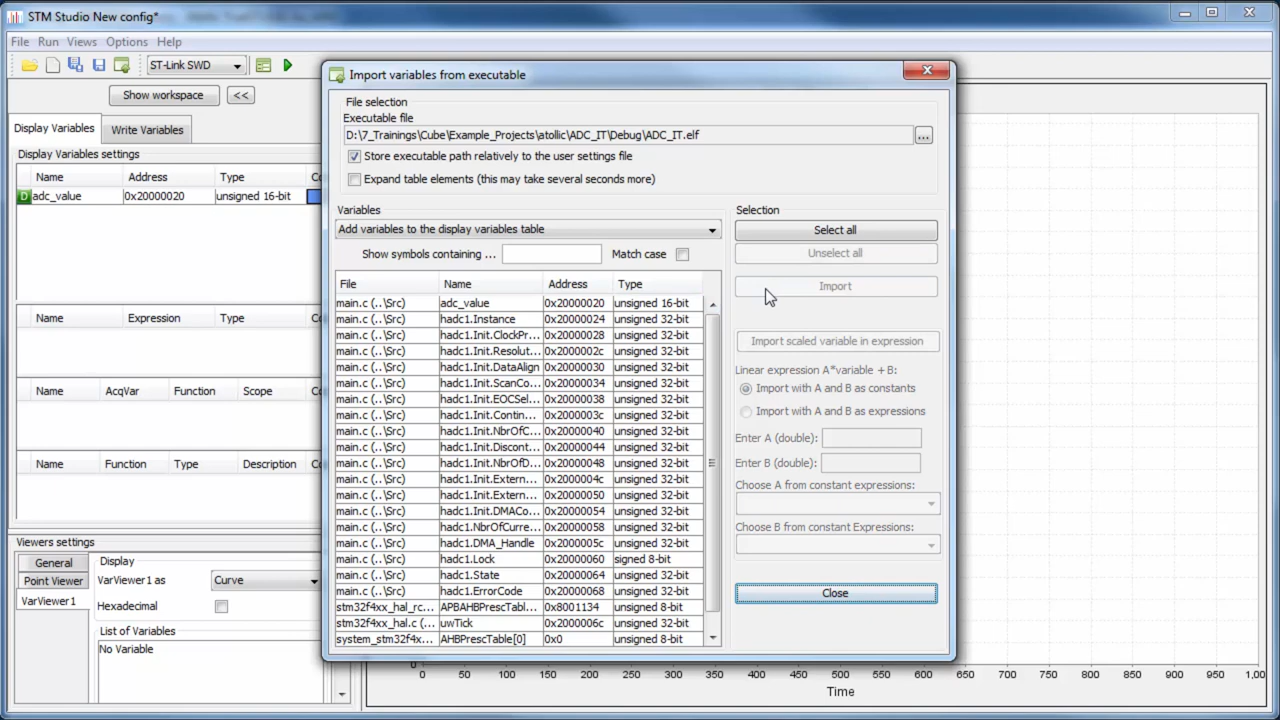 STM Studio New config*
File Run Views Options Help
ST-Link SWD
Show workspace <<
Display Variables Write Variables
Display Variables settings
Name Address Type Co
D adc_value 0x20000020 unsigned 16-bit
Name Expression Type Co
Name AcqVar Function Scope Co
Name Function Type Description Co
Viewers settings
General
Point Viewer
VarViewer1
Display
VarViewer1 as Curve
Hexadecimal
List of Variables
No Variable
Import variables from executable
File selection
Executable file
D:\7_Trainings\Cube\Example_Projects\atollic\ADC_IT\Debug\ADC_IT.elf ...
Store executable path relatively to the user settings file
Expand table elements (this may take several seconds more)
Variables
Add variables to the display variables table
Show symbols containing ... Match case
File Name Address Type
main.c (..\Src) adc_value 0x20000020 unsigned 16-bit
main.c (..\Src) hadc1.Instance 0x20000024 unsigned 32-bit
main.c (..\Src) hadc1.Init.ClockPr... 0x20000028 unsigned 32-bit
main.c (..\Src) hadc1.Init.Resolut... 0x2000002c unsigned 32-bit
main.c (..\Src) hadc1.Init.DataAlign 0x20000030 unsigned 32-bit
main.c (..\Src) hadc1.Init.ScanCo... 0x20000034 unsigned 32-bit
main.c (..\Src) hadc1.Init.EOCSel... 0x20000038 unsigned 32-bit
main.c (..\Src) hadc1.Init.Contin... 0x2000003c unsigned 32-bit
main.c (..\Src) hadc1.Init.NbrOfC... 0x20000040 unsigned 32-bit
main.c (..\Src) hadc1.Init.Discont... 0x20000044 unsigned 32-bit
main.c (..\Src) hadc1.Init.NbrOfD... 0x20000048 unsigned 32-bit
main.c (..\Src) hadc1.Init.Extern... 0x2000004c unsigned 32-bit
main.c (..\Src) hadc1.Init.Extern... 0x20000050 unsigned 32-bit
main.c (..\Src) hadc1.Init.DMACo... 0x20000054 unsigned 32-bit
main.c (..\Src) hadc1.NbrOfCurre... 0x20000058 unsigned 32-bit
main.c (..\Src) hadc1.DMA_Handle 0x2000005c unsigned 32-bit
main.c (..\Src) hadc1.Lock 0x20000060 signed 8-bit
main.c (..\Src) hadc1.State 0x20000064 unsigned 32-bit
main.c (..\Src) hadc1.ErrorCode 0x20000068 unsigned 32-bit
stm32f4xx_hal_rc... APBAHBPrescTabl... 0x8001134 unsigned 8-bit
stm32f4xx_hal.c (... uwTick 0x2000006c unsigned 32-bit
system_stm32f4x... AHBPrescTable[0] 0x0 unsigned 8-bit
Selection
Select all
Unselect all
Import
Import scaled variable in expression
Linear expression A*variable + B:
Import with A and B as constants
Import with A and B as expressions
Enter A (double):
Enter B (double):
Choose A from constant expressions:
Choose B from constant Expressions:
Close
0
0 50 100 150 200 250 300 350 400 450 500 550 600 650 700 750 800 850 900 950 1,00
Time